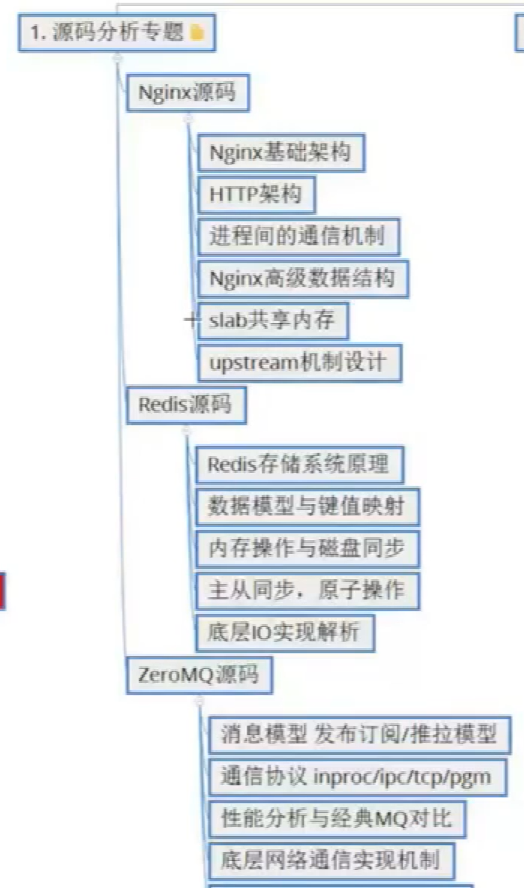 1. 源码分析专题
Nginx源码
Nginx基础架构
HTTP架构
进程间的通信机制
Nginx高级数据结构
slab共享内存
upstream机制设计
Redis源码
Redis存储系统原理
数据模型与键值映射
内存操作与磁盘同步
主从同步，原子操作
底层IO实现解析
ZeroMQ源码
消息模型 发布订阅/推拉模型
通信协议 inproc/ipc/tcp/pgm
性能分析与经典MQ对比
底层网络通信实现机制